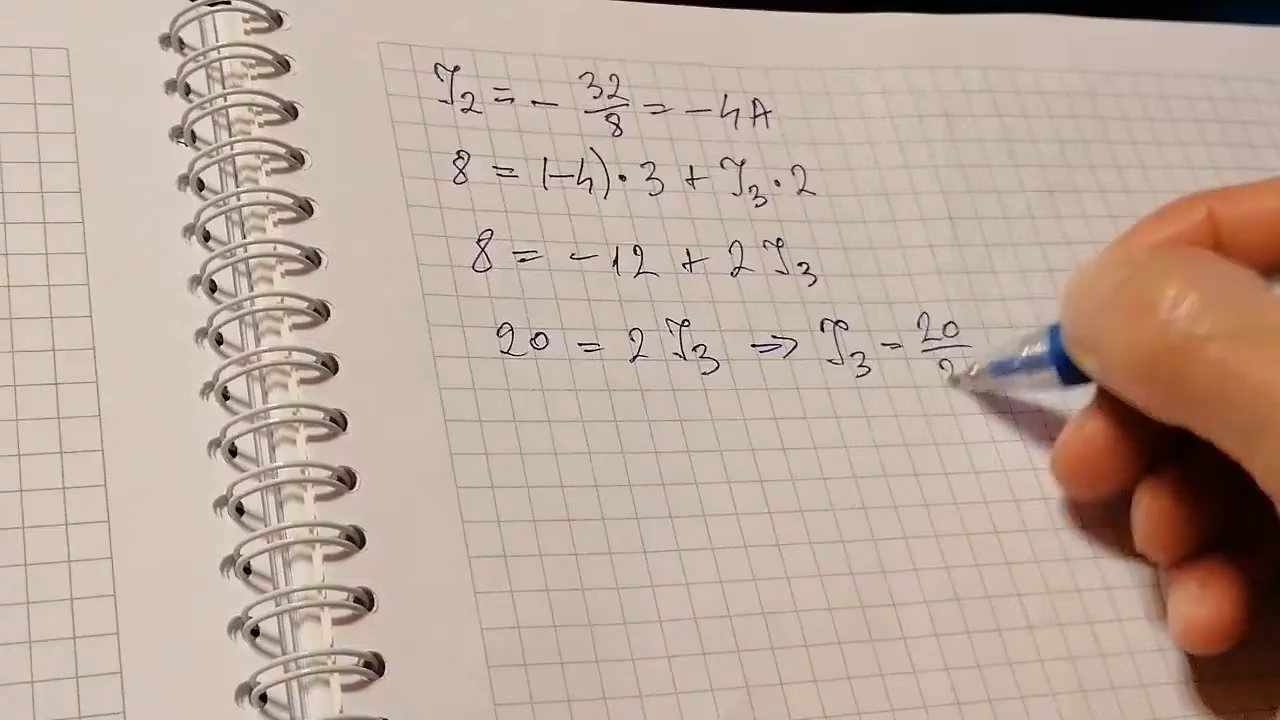 I₂ = - 32/8 = -4A
8 = (-4)·3 + I₃·2
8 = -12 + 2 I₃
20 = 2 I₃ => I₃ = 20/2